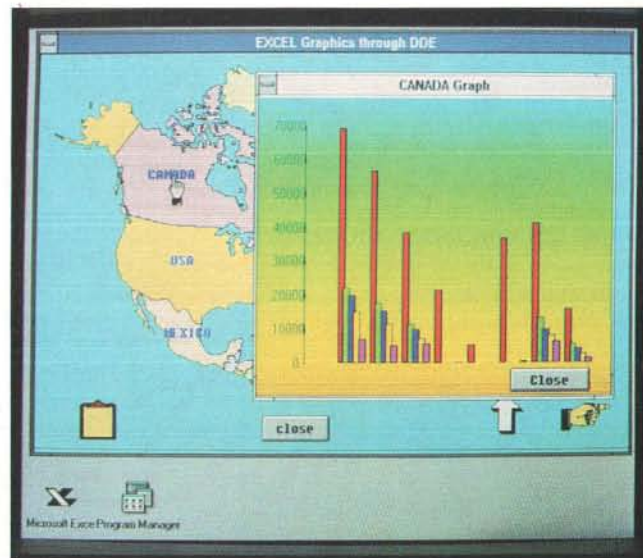 EXCEL Graphics through DDE
CANADA Graph
70000
60000
50000
40000
30000
20000
10000
0
CANADA
USA
MEXICO
Close
close
Microsoft Exce Program Manager